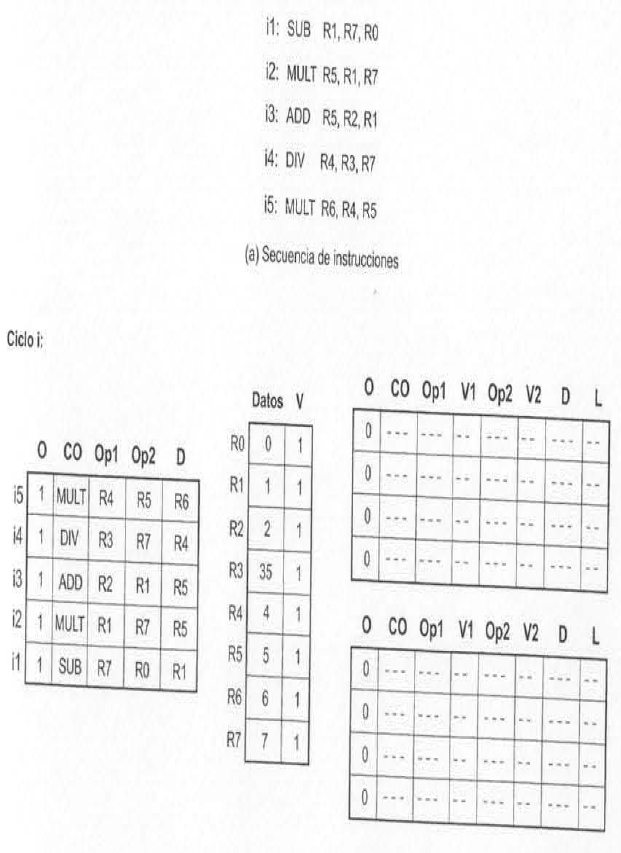 i1: SUB R1, R7, R0
i2: MULT R5, R1, R7
i3: ADD R5, R2, R1
i4: DIV R4, R3, R7
i5: MULT R6, R4, R5
(a) Secuencia de instrucciones
Ciclo i:
O CO Op1 Op2 D
i5 1 MULT R4 R5 R6
i4 1 DIV R3 R7 R4
i3 1 ADD R2 R1 R5
i2 1 MULT R1 R7 R5
i1 1 SUB R7 R0 R1
Datos V
R0 0 1
R1 1 1
R2 2 1
R3 35 1
R4 4 1
R5 5 1
R6 6 1
R7 7 1
O CO Op1 V1 Op2 V2 D L
0 --- --- -- --- -- --- --
0 --- --- -- --- -- --- --
0 --- --- -- --- -- --- --
0 --- --- -- --- -- --- --
O CO Op1 V1 Op2 V2 D L
0 --- --- -- --- -- --- --
0 --- --- -- --- -- --- --
0 --- --- -- --- -- --- --
0 --- --- -- --- -- --- --